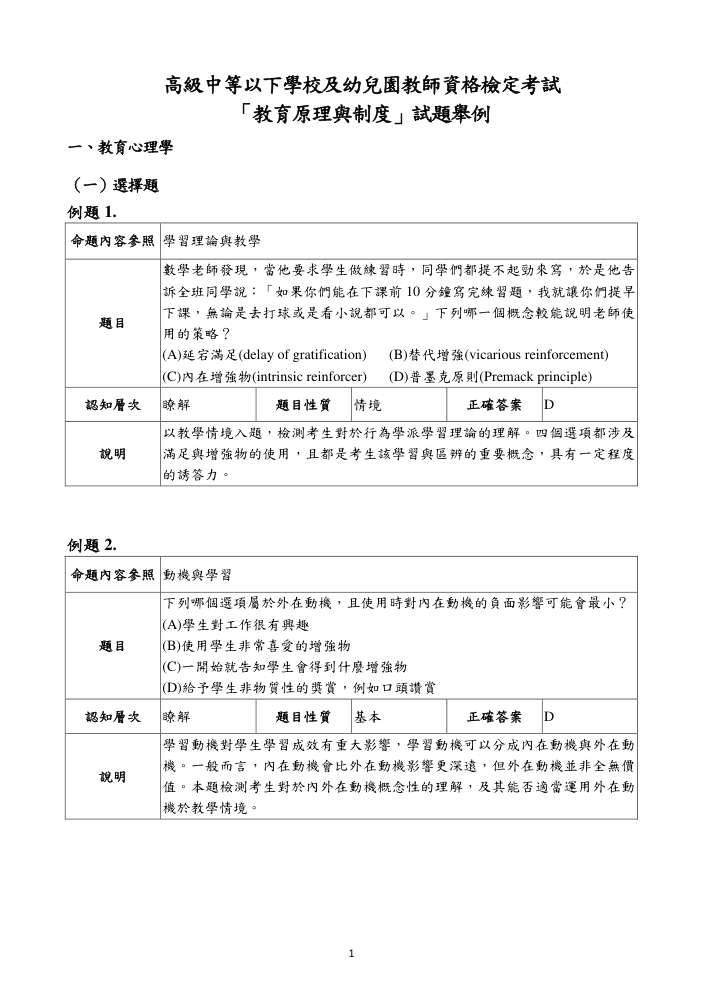 高級中等以下學校及幼兒園教師資格檢定考試
「教育原理與制度」試題舉例
一、教育心理學
（一）選擇題
例題 1.
命題內容參照 學習理論與教學
題目
數學老師發現，當他要求學生做練習時，同學們都提不起勁來寫，於是他告
訴全班同學說：「如果你們能在下課前 10 分鐘寫完練習題，我就讓你們提早
下課，無論是去打球或是看小說都可以。」下列哪一個概念較能說明老師使
用的策略？
(A)延宕滿足(delay of gratification) (B)替代增強(vicarious reinforcement)
(C)內在增強物(intrinsic reinforcer) (D)普墨克原則(Premack principle)
認知層次 瞭解 題目性質 情境 正確答案 D
說明
以教學情境入題，檢測考生對於行為學派學習理論的理解。四個選項都涉及
滿足與增強物的使用，且都是考生該學習與區辨的重要概念，具有一定程度
的誘答力。
例題 2.
命題內容參照 動機與學習
題目
下列哪個選項屬於外在動機，且使用時對內在動機的負面影響可能會最小？
(A)學生對工作很有興趣
(B)使用學生非常喜愛的增強物
(C)一開始就告知學生會得到什麼增強物
(D)給予學生非物質性的獎賞，例如口頭讚賞
認知層次 瞭解 題目性質 基本 正確答案 D
說明
學習動機對學生學習成效有重大影響，學習動機可以分成內在動機與外在動
機。一般而言，內在動機會比外在動機影響更深遠，但外在動機並非全無價
值。本題檢測考生對於內外在動機概念性的理解，及其能否適當運用外在動
機於教學情境。
1